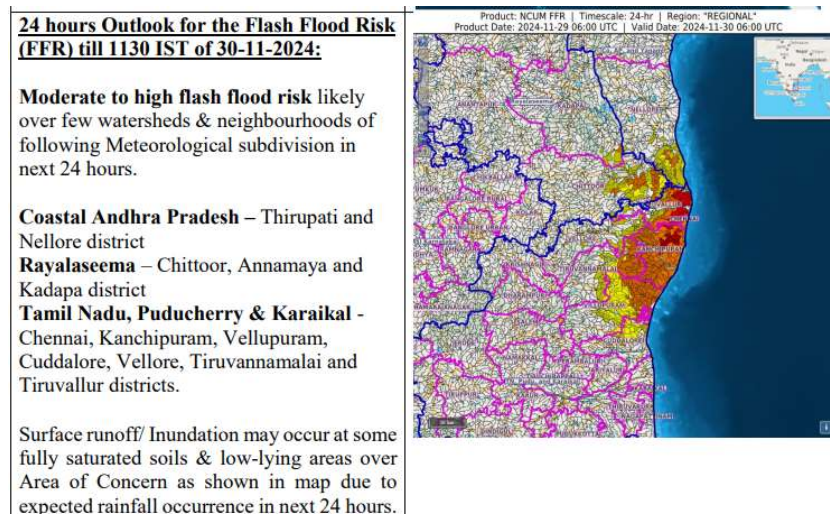 24 hours Outlook for the Flash Flood Risk
(FFR) till 1130 IST of 30-11-2024:
Moderate to high flash flood risk likely
over few watersheds & neighbourhoods of
following Meteorological subdivision in
next 24 hours.
Coastal Andhra Pradesh – Thirupati and
Nellore district
Rayalaseema – Chittoor, Annamaya and
Kadapa district
Tamil Nadu, Puducherry & Karaikal -
Chennai, Kanchipuram, Vellupuram,
Cuddalore, Vellore, Tiruvannamalai and
Tiruvallur districts.
Surface runoff/ Inundation may occur at some
fully saturated soils & low-lying areas over
Area of Concern as shown in map due to
expected rainfall occurrence in next 24 hours.
Product: NCUM FFR | Timescale: 24-hr | Region: "REGIONAL"
Product Date: 2024-11-29 06:00 UTC | Valid Date: 2024-11-30 06:00 UTC
NELLORE
CHITTOOR
CHENNAI
KANCHIPURAM
TIRUVANNAMALAI
CUDDALORE